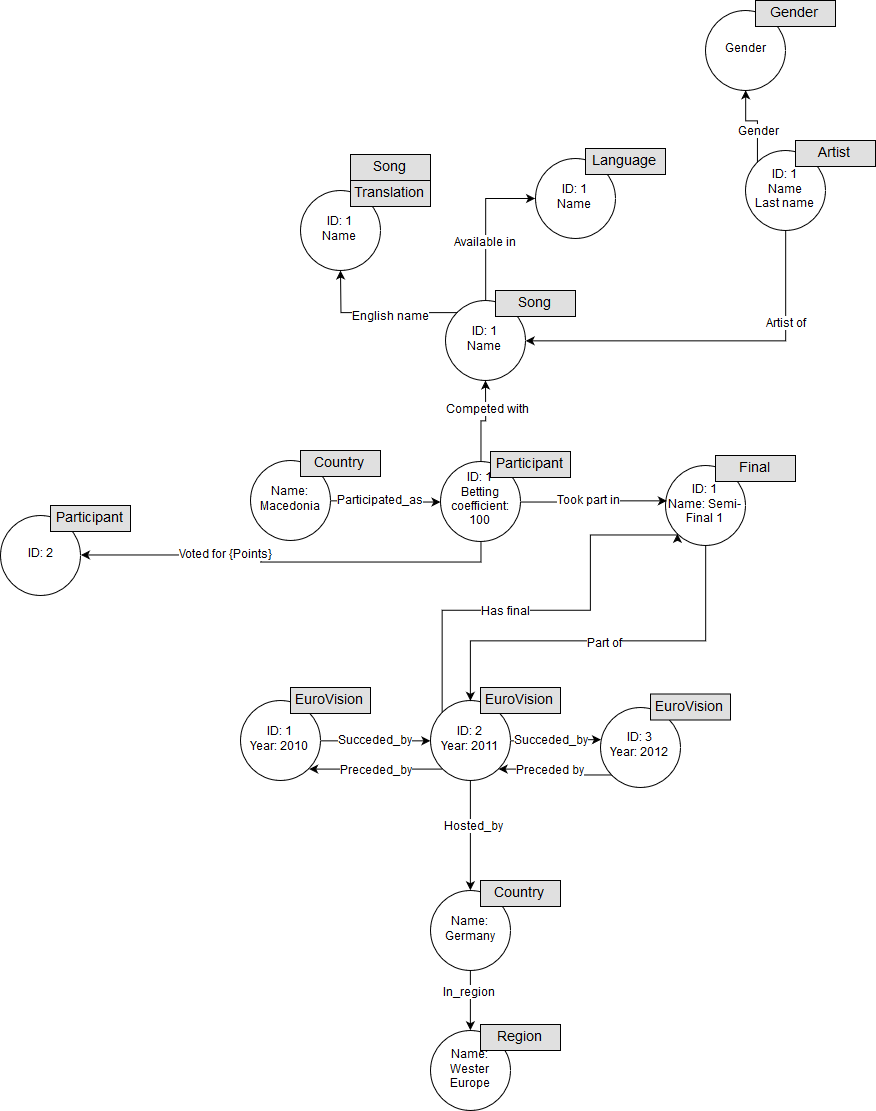 Gender
Gender
Gender
Artist
ID: 1
Name
Last name
Song
Translation
ID: 1
Name
Language
ID: 1
Name
Available in
English name
Song
ID: 1
Name
Artist of
Competed with
Country
Name:
Macedonia
Participated_as
Participant
ID: 1
Betting
coefficient:
100
Took part in
Final
ID: 1
Name: Semi-
Final 1
Participant
ID: 2
Voted for {Points}
Has final
Part of
EuroVision
ID: 1
Year: 2010
Succeded_by
Preceded_by
EuroVision
ID: 2
Year: 2011
Succeded_by
Preceded by
EuroVision
ID: 3
Year: 2012
Hosted_by
Country
Name:
Germany
In_region
Region
Name:
Wester
Europe